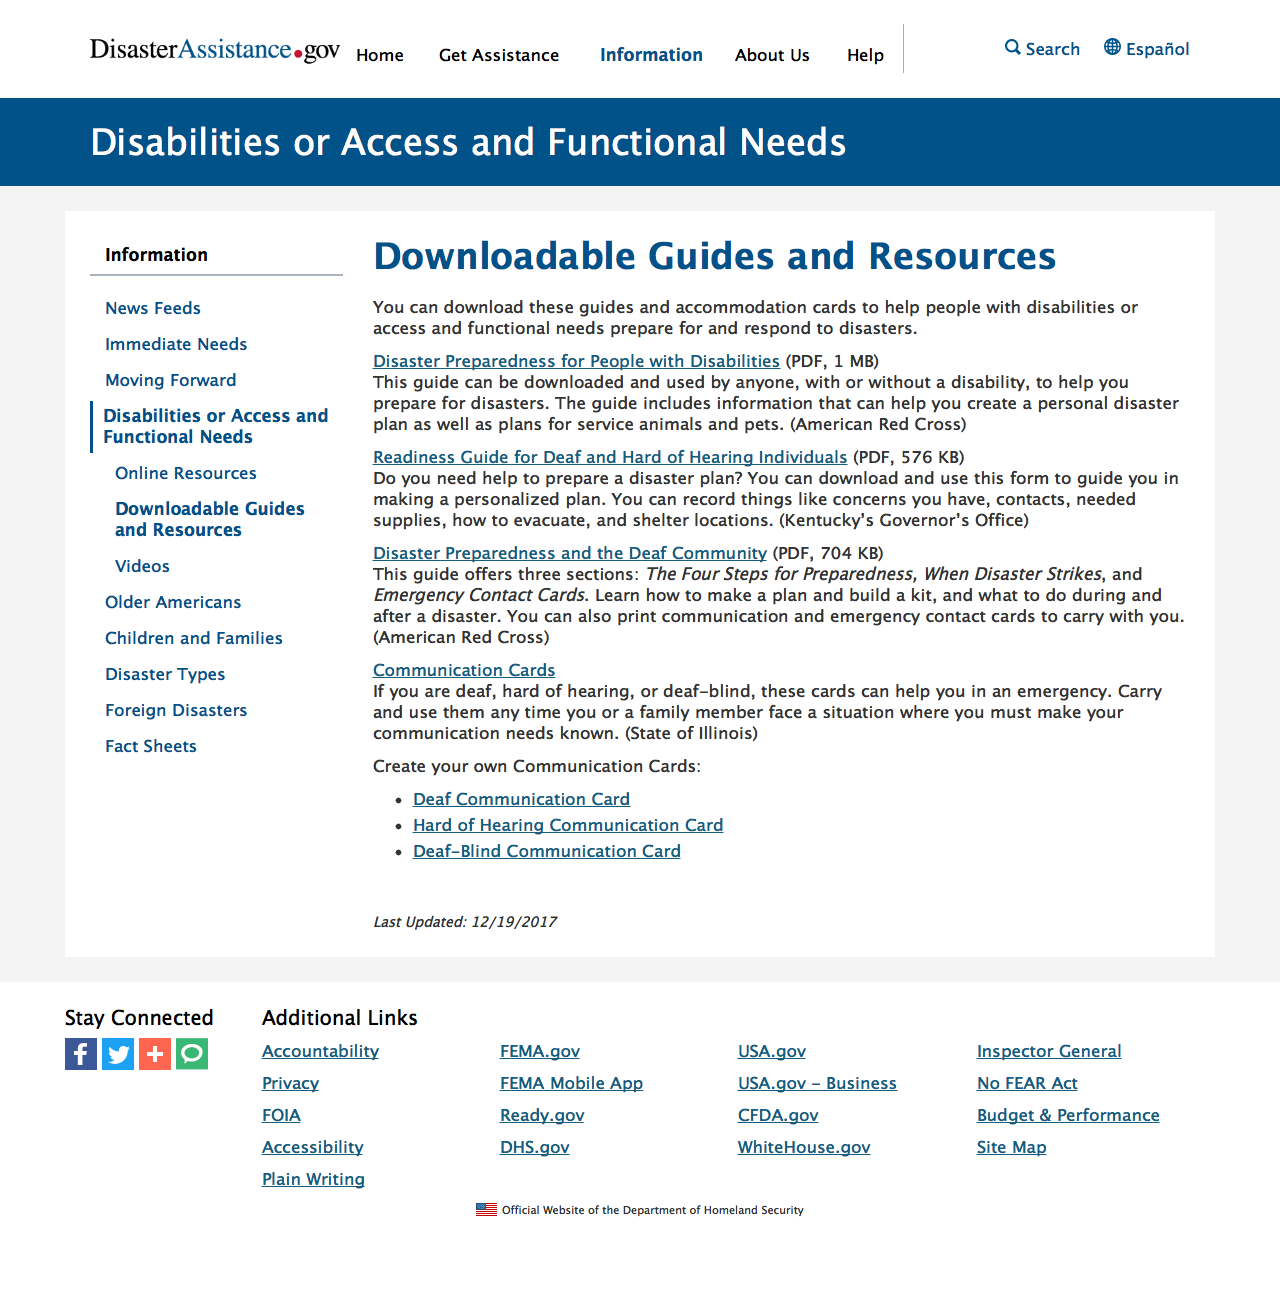 DisasterAssistance.gov Home Get Assistance Information About Us Help Search Español
Disabilities or Access and Functional Needs
Information
News Feeds
Immediate Needs
Moving Forward
Disabilities or Access and
Functional Needs
Online Resources
Downloadable Guides
and Resources
Videos
Older Americans
Children and Families
Disaster Types
Foreign Disasters
Fact Sheets
Downloadable Guides and Resources
You can download these guides and accommodation cards to help people with disabilities or
access and functional needs prepare for and respond to disasters.
Disaster Preparedness for People with Disabilities (PDF, 1 MB)
This guide can be downloaded and used by anyone, with or without a disability, to help you
prepare for disasters. The guide includes information that can help you create a personal disaster
plan as well as plans for service animals and pets. (American Red Cross)
Readiness Guide for Deaf and Hard of Hearing Individuals (PDF, 576 KB)
Do you need help to prepare a disaster plan? You can download and use this form to guide you in
making a personalized plan. You can record things like concerns you have, contacts, needed
supplies, how to evacuate, and shelter locations. (Kentucky’s Governor’s Office)
Disaster Preparedness and the Deaf Community (PDF, 704 KB)
This guide offers three sections: The Four Steps for Preparedness, When Disaster Strikes, and
Emergency Contact Cards. Learn how to make a plan and build a kit, and what to do during and
after a disaster. You can also print communication and emergency contact cards to carry with you.
(American Red Cross)
Communication Cards
If you are deaf, hard of hearing, or deaf-blind, these cards can help you in an emergency. Carry
and use them any time you or a family member face a situation where you must make your
communication needs known. (State of Illinois)
Create your own Communication Cards:
• Deaf Communication Card
• Hard of Hearing Communication Card
• Deaf-Blind Communication Card
Last Updated: 12/19/2017
Stay Connected
Additional Links
Accountability FEMA.gov USA.gov Inspector General
Privacy FEMA Mobile App USA.gov - Business No FEAR Act
FOIA Ready.gov CFDA.gov Budget & Performance
Accessibility DHS.gov WhiteHouse.gov Site Map
Plain Writing
Official Website of the Department of Homeland Security